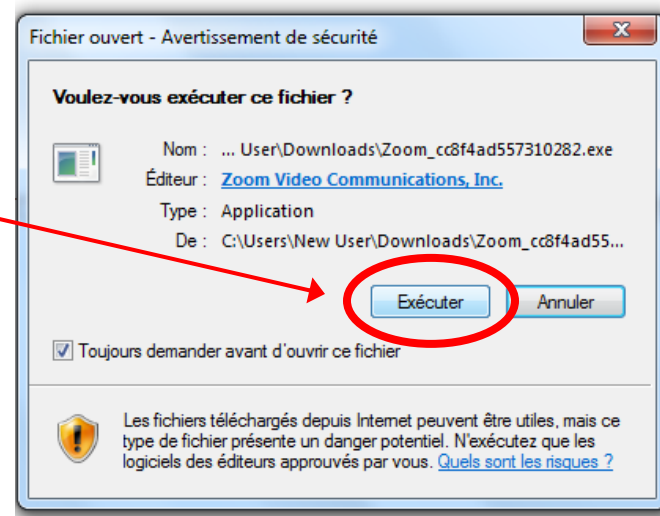 Fichier ouvert - Avertissement de sécurité
Voulez-vous exécuter ce fichier ?
Nom : ... User\Downloads\Zoom_cc8f4ad557310282.exe
Éditeur : Zoom Video Communications, Inc.
Type : Application
De : C:\Users\New User\Downloads\Zoom_cc8f4ad55...
Exécuter Annuler
Toujours demander avant d'ouvrir ce fichier
Les fichiers téléchargés depuis Internet peuvent être utiles, mais ce
type de fichier présente un danger potentiel. N'exécutez que les
logiciels des éditeurs approuvés par vous. Quels sont les risques ?